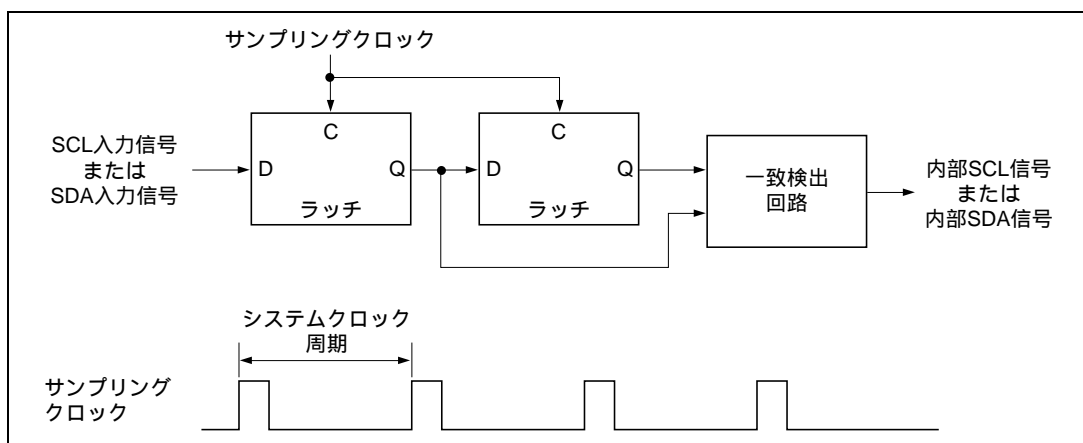 サンプリングクロック
SCL入力信号
または
SDA入力信号
C
D
Q
ラッチ
C
D
Q
ラッチ
一致検出
回路
内部SCL信号
または
内部SDA信号
システムクロック
周期
サンプリング
クロック